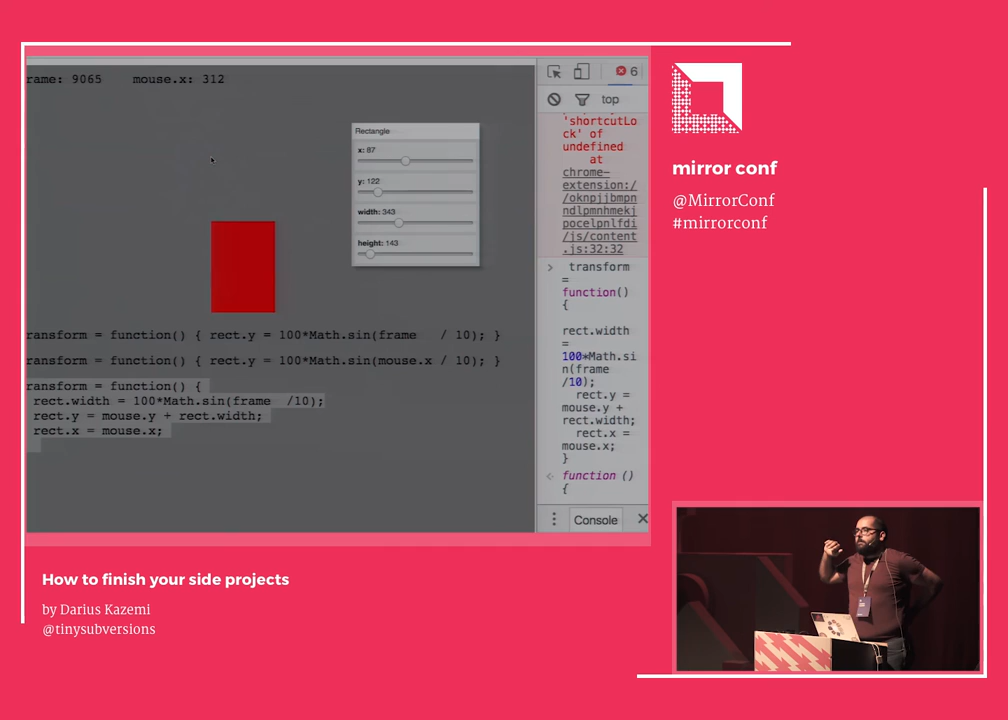 rame: 9065 mouse.x: 312
Rectangle
x: 87
y: 122
width: 343
height: 143
ransform = function() { rect.y = 100*Math.sin(frame / 10); }
ransform = function() { rect.y = 100*Math.sin(mouse.x / 10); }
ransform = function() {
rect.width = 100*Math.sin(frame /10);
rect.y = mouse.y + rect.width;
rect.x = mouse.x;
6
top
'shortcutLo
ck' of
undefined
at
chrome-
extension:/
/oknpjjbmpn
ndlpmnhmekj
pocelpnlfdi
/js/content
.js:32:32
> transform
=
function()
{
rect.width
=
100*Math.si
n(frame
/10);
rect.y =
mouse.y +
rect.width;
rect.x =
mouse.x;
}
function ()
{
Console
mirror conf
@MirrorConf
#mirrorconf
How to finish your side projects
by Darius Kazemi
@tinysubversions